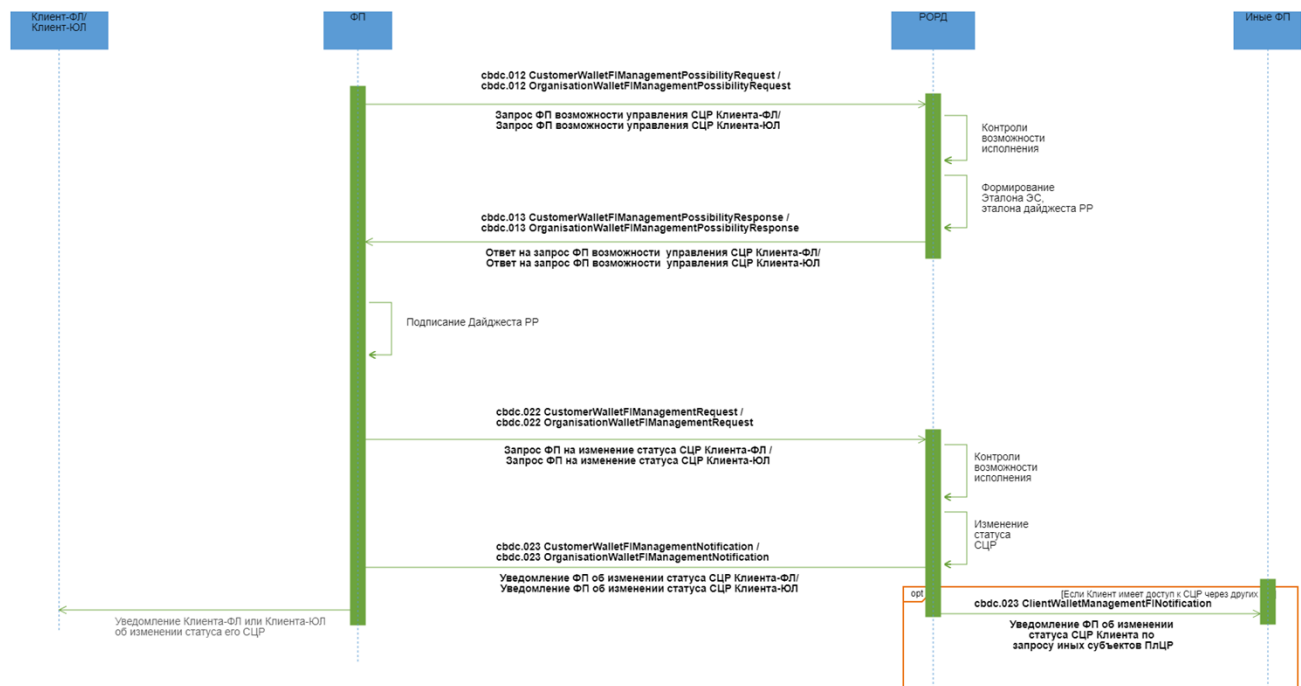 Клиент-ФЛ/
Клиент-ЮЛ
ФП
РОРД
Иные ФП
cbdc.012 CustomerWalletFIManagementPossibilityRequest /
cbdc.012 OrganisationWalletFIManagementPossibilityRequest
Запрос ФП возможности управления СЦР Клиента-ФЛ/
Запрос ФП возможности управления СЦР Клиента-ЮЛ
Контроли
возможности
исполнения
Формирование
Эталона ЭС,
эталона дайджеста РР
cbdc.013 CustomerWalletFIManagementPossibilityResponse /
cbdc.013 OrganisationWalletFIManagementPossibilityResponse
Ответ на запрос ФП возможности управления СЦР Клиента-ФЛ/
Ответ на запрос ФП возможности управления СЦР Клиента-ЮЛ
Подписание Дайджеста РР
cbdc.022 CustomerWalletFIManagementRequest /
cbdc.022 OrganisationWalletFIManagementRequest
Запрос ФП на изменение статуса СЦР Клиента-ФЛ /
Запрос ФП на изменение статуса СЦР Клиента-ЮЛ
Контроли
возможности
исполнения
Изменение
статуса
СЦР
cbdc.023 CustomerWalletFIManagementNotification /
cbdc.023 OrganisationWalletFIManagementNotification
Уведомление ФП об изменении статуса СЦР Клиента-ФЛ/
Уведомление ФП об изменении статуса СЦР Клиента-ЮЛ
opt
[Если Клиент имеет доступ к СЦР через других
cbdc.023 ClientWalletManagementFINotification
Уведомление ФП об изменении
статуса СЦР Клиента по
запросу иных субъектов ПлЦР
Уведомление Клиента-ФЛ или Клиента-ЮЛ
об изменении статуса его СЦР